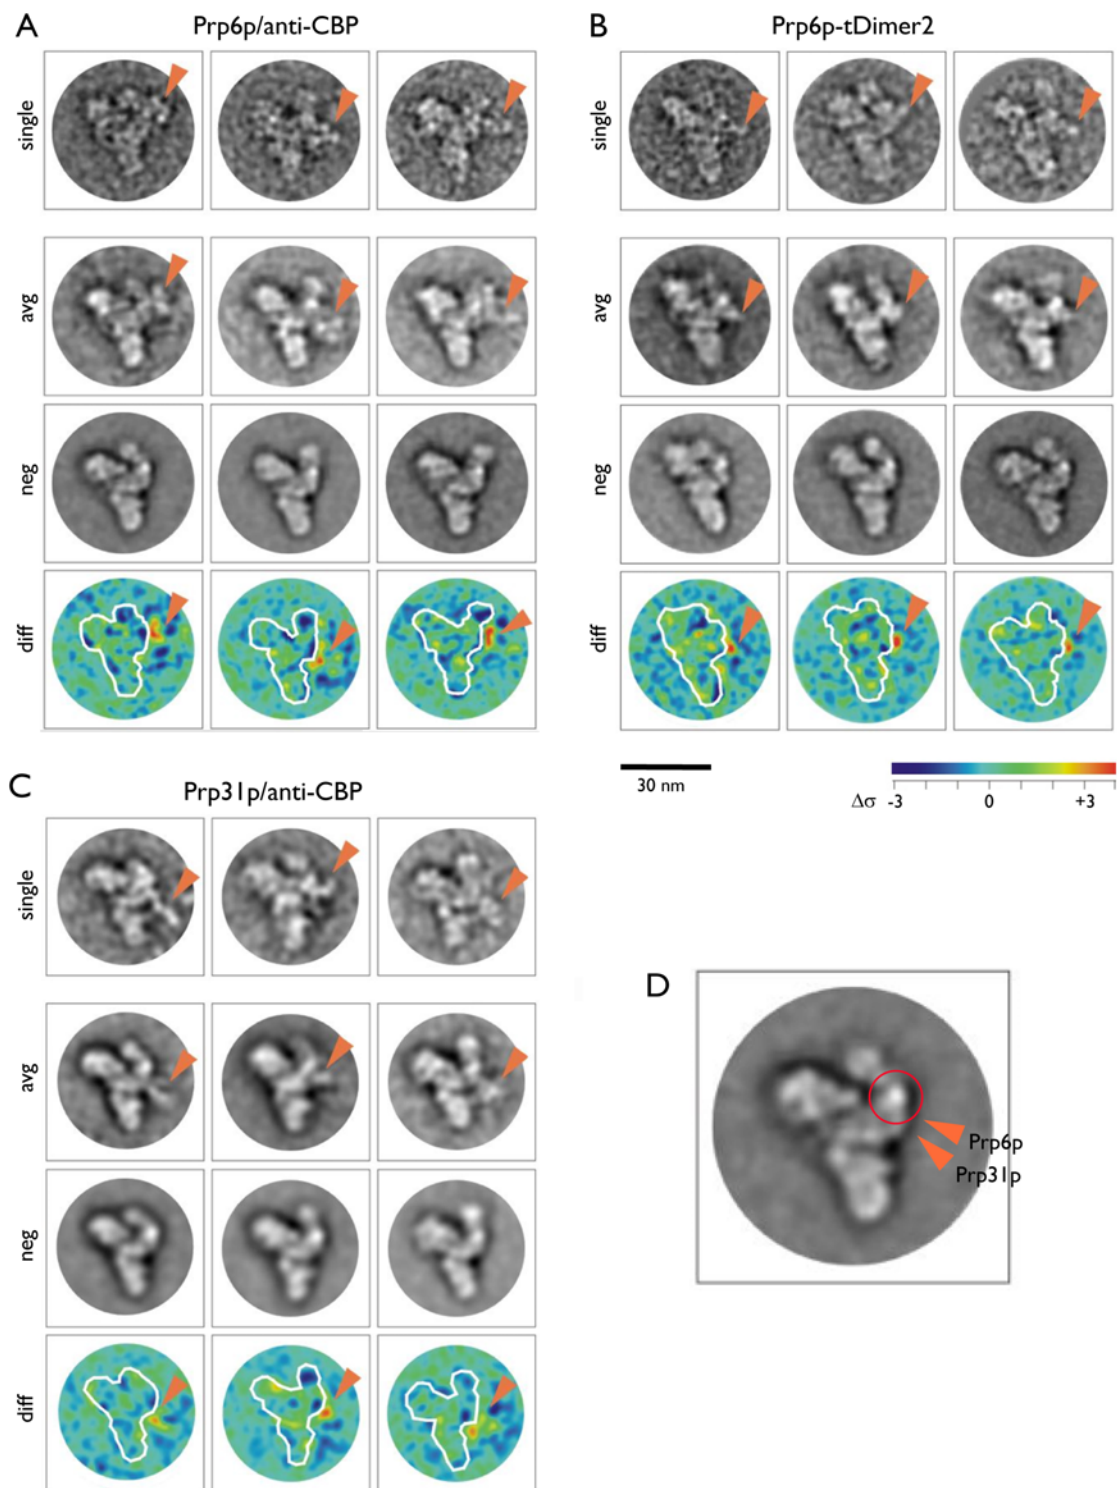 A
Prp6p/anti-CBP
single
avg
neg
diff
B
Prp6p-tDimer2
single
avg
neg
diff
30 nm
Δσ -3 0 +3
C
Prp31p/anti-CBP
single
avg
neg
diff
D
Prp6p
Prp31p